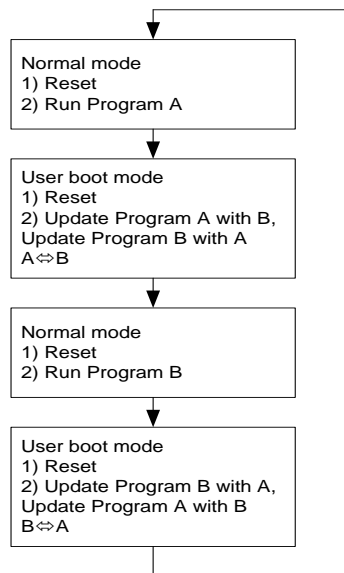 Normal mode
1) Reset
2) Run Program A
User boot mode
1) Reset
2) Update Program A with B,
Update Program B with A
A⇔B
Normal mode
1) Reset
2) Run Program B
User boot mode
1) Reset
2) Update Program B with A,
Update Program A with B
B⇔A